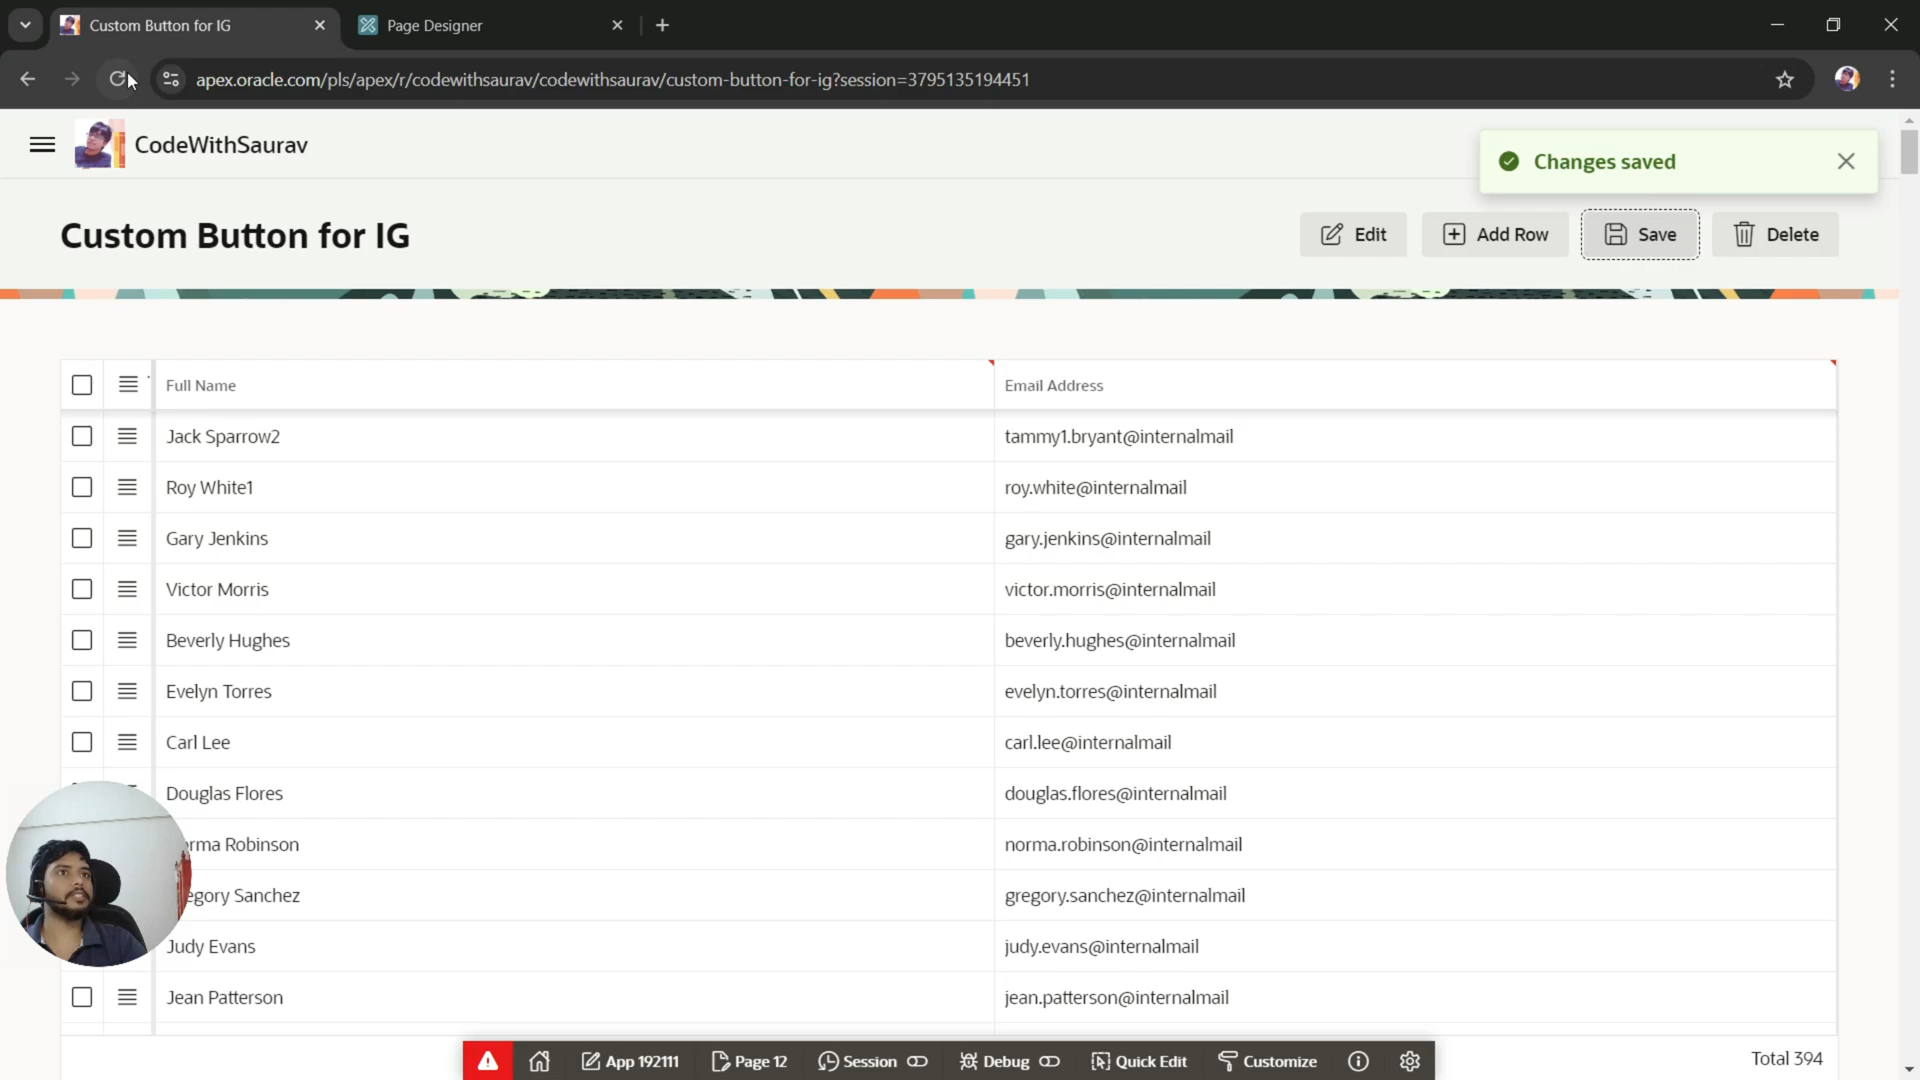 Custom Button for IG
Page Designer
apex.oracle.com/pls/apex/r/codewithsaurav/codewithsaurav/custom-button-for-ig?session=3795135194451
CodeWithSaurav
Changes saved
Custom Button for IG
Edit
Add Row
Save
Delete
Full Name Email Address
Jack Sparrow2 tammy1.bryant@internalmail
Roy White1 roy.white@internalmail
Gary Jenkins gary.jenkins@internalmail
Victor Morris victor.morris@internalmail
Beverly Hughes beverly.hughes@internalmail
Evelyn Torres evelyn.torres@internalmail
Carl Lee carl.lee@internalmail
Douglas Flores douglas.flores@internalmail
orma Robinson norma.robinson@internalmail
egory Sanchez gregory.sanchez@internalmail
Judy Evans judy.evans@internalmail
Jean Patterson jean.patterson@internalmail
Total 394
App 192111 Page 12 Session Debug Quick Edit Customize